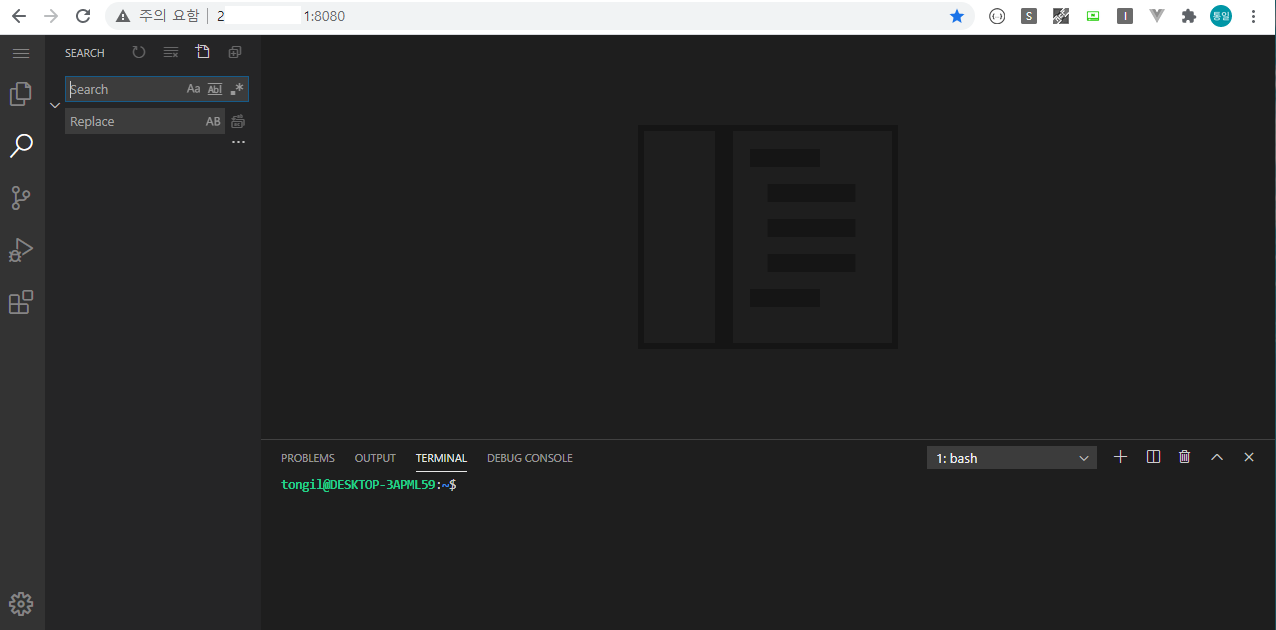 주의 요함 2 1:8080 S I 통일
SEARCH
Search Aa Abl .*
Replace AB
...
PROBLEMS OUTPUT TERMINAL DEBUG CONSOLE 1: bash
tongil@DESKTOP-3APML59:~$